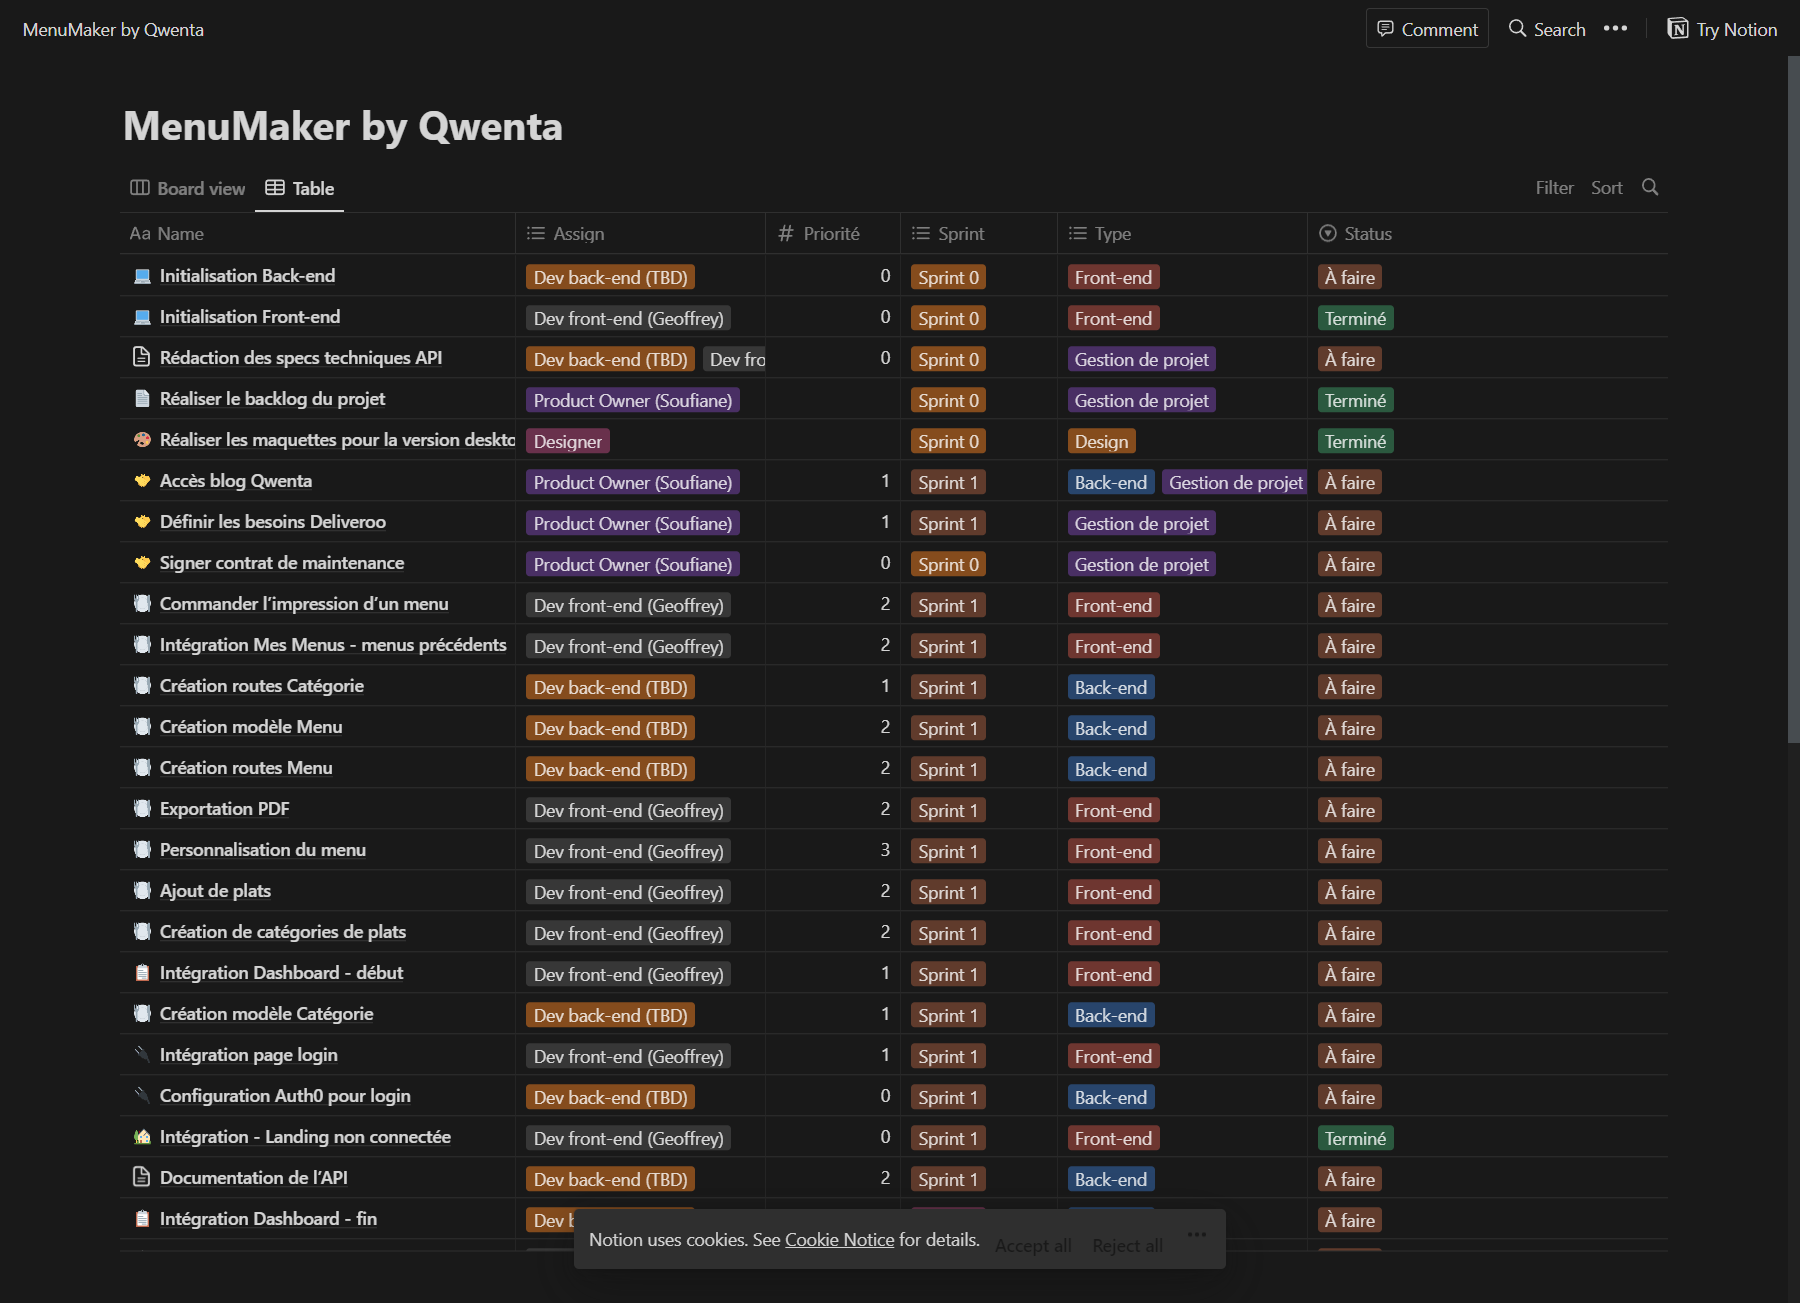 MenuMaker by Qwenta
Comment
Search
Try Notion
MenuMaker by Qwenta
Board view
Table
Filter
Sort
Aa Name
Assign
# Priorité
Sprint
Type
Status
Initialisation Back-end Dev back-end (TBD) 0 Sprint 0 Front-end À faire
Initialisation Front-end Dev front-end (Geoffrey) 0 Sprint 0 Front-end Terminé
Rédaction des specs techniques API Dev back-end (TBD) Dev fro 0 Sprint 0 Gestion de projet À faire
Réaliser le backlog du projet Product Owner (Soufiane) Sprint 0 Gestion de projet Terminé
Réaliser les maquettes pour la version deskto Designer Sprint 0 Design Terminé
Accès blog Qwenta Product Owner (Soufiane) 1 Sprint 1 Back-end Gestion de projet À faire
Définir les besoins Deliveroo Product Owner (Soufiane) 1 Sprint 1 Gestion de projet À faire
Signer contrat de maintenance Product Owner (Soufiane) 0 Sprint 0 Gestion de projet À faire
Commander l’impression d’un menu Dev front-end (Geoffrey) 2 Sprint 1 Front-end À faire
Intégration Mes Menus - menus précédents Dev front-end (Geoffrey) 2 Sprint 1 Front-end À faire
Création routes Catégorie Dev back-end (TBD) 1 Sprint 1 Back-end À faire
Création modèle Menu Dev back-end (TBD) 2 Sprint 1 Back-end À faire
Création routes Menu Dev back-end (TBD) 2 Sprint 1 Back-end À faire
Exportation PDF Dev front-end (Geoffrey) 2 Sprint 1 Front-end À faire
Personnalisation du menu Dev front-end (Geoffrey) 3 Sprint 1 Front-end À faire
Ajout de plats Dev front-end (Geoffrey) 2 Sprint 1 Front-end À faire
Création de catégories de plats Dev front-end (Geoffrey) 2 Sprint 1 Front-end À faire
Intégration Dashboard - début Dev front-end (Geoffrey) 1 Sprint 1 Front-end À faire
Création modèle Catégorie Dev back-end (TBD) 1 Sprint 1 Back-end À faire
Intégration page login Dev front-end (Geoffrey) 1 Sprint 1 Front-end À faire
Configuration Auth0 pour login Dev back-end (TBD) 0 Sprint 1 Back-end À faire
Intégration - Landing non connectée Dev front-end (Geoffrey) 0 Sprint 1 Front-end Terminé
Documentation de l’API Dev back-end (TBD) 2 Sprint 1 Back-end À faire
Intégration Dashboard - fin Dev À faire
Notion uses cookies. See Cookie Notice for details. Accept all Reject all